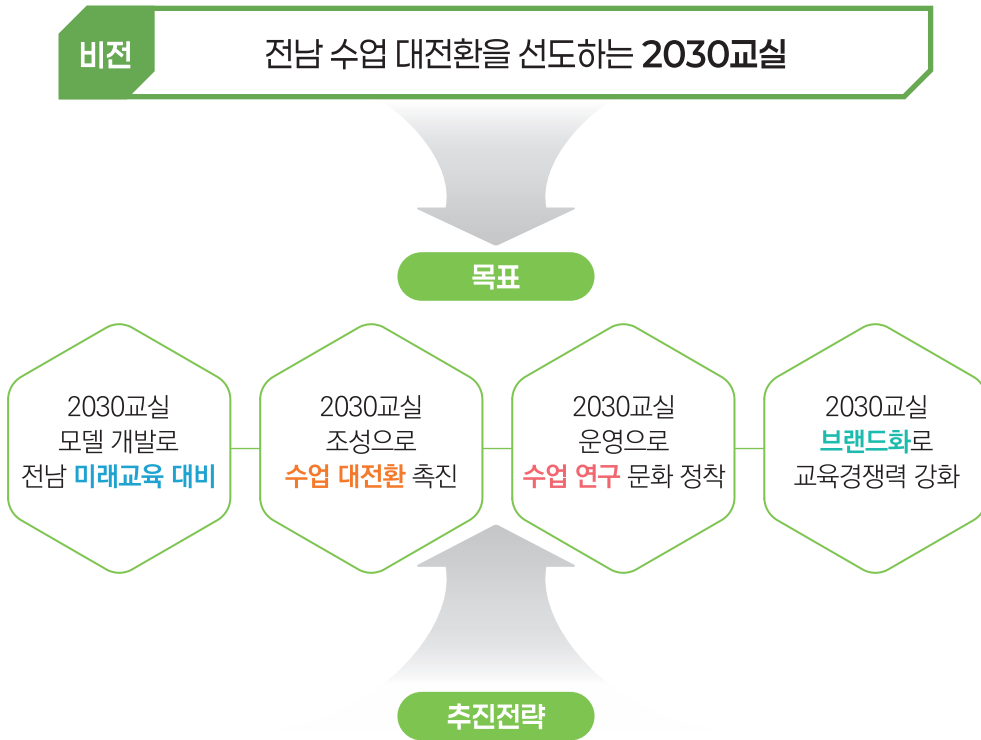 비전
전남 수업 대전환을 선도하는 2030교실
목표
2030교실
모델 개발로
전남 미래교육 대비
2030교실
조성으로
수업 대전환 촉진
2030교실
운영으로
수업 연구 문화 정착
2030교실
브랜드화로
교육경쟁력 강화
추진전략